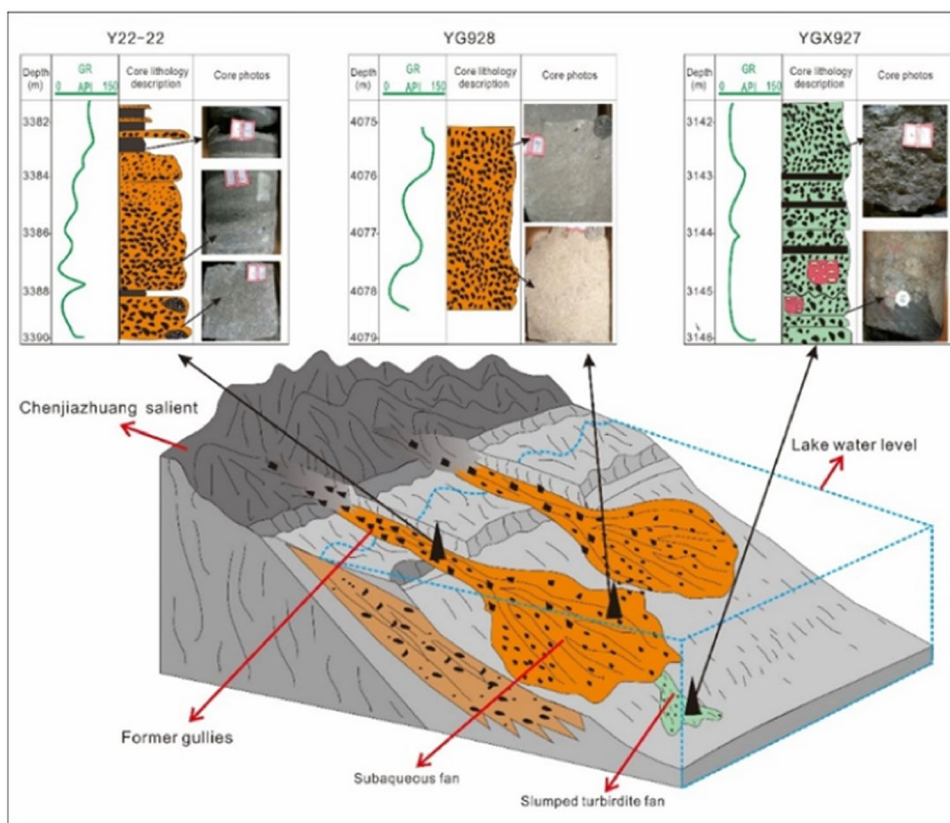 Y22-22
YG928
YGX927
Depth (m)
GR
0 API 150
Core lithology description
Core photos
3382
3384
3386
3388
3390
Depth (m)
GR
0 API 150
Core lithology description
Core photos
4075
4076
4077
4078
4079
Depth (m)
GR
0 API 150
Core lithology description
Core photos
3142
3143
3144
3145
3146
Chenjiazhuang salient
Lake water level
Former gullies
Subaqueous fan
Slumped turbirdite fan